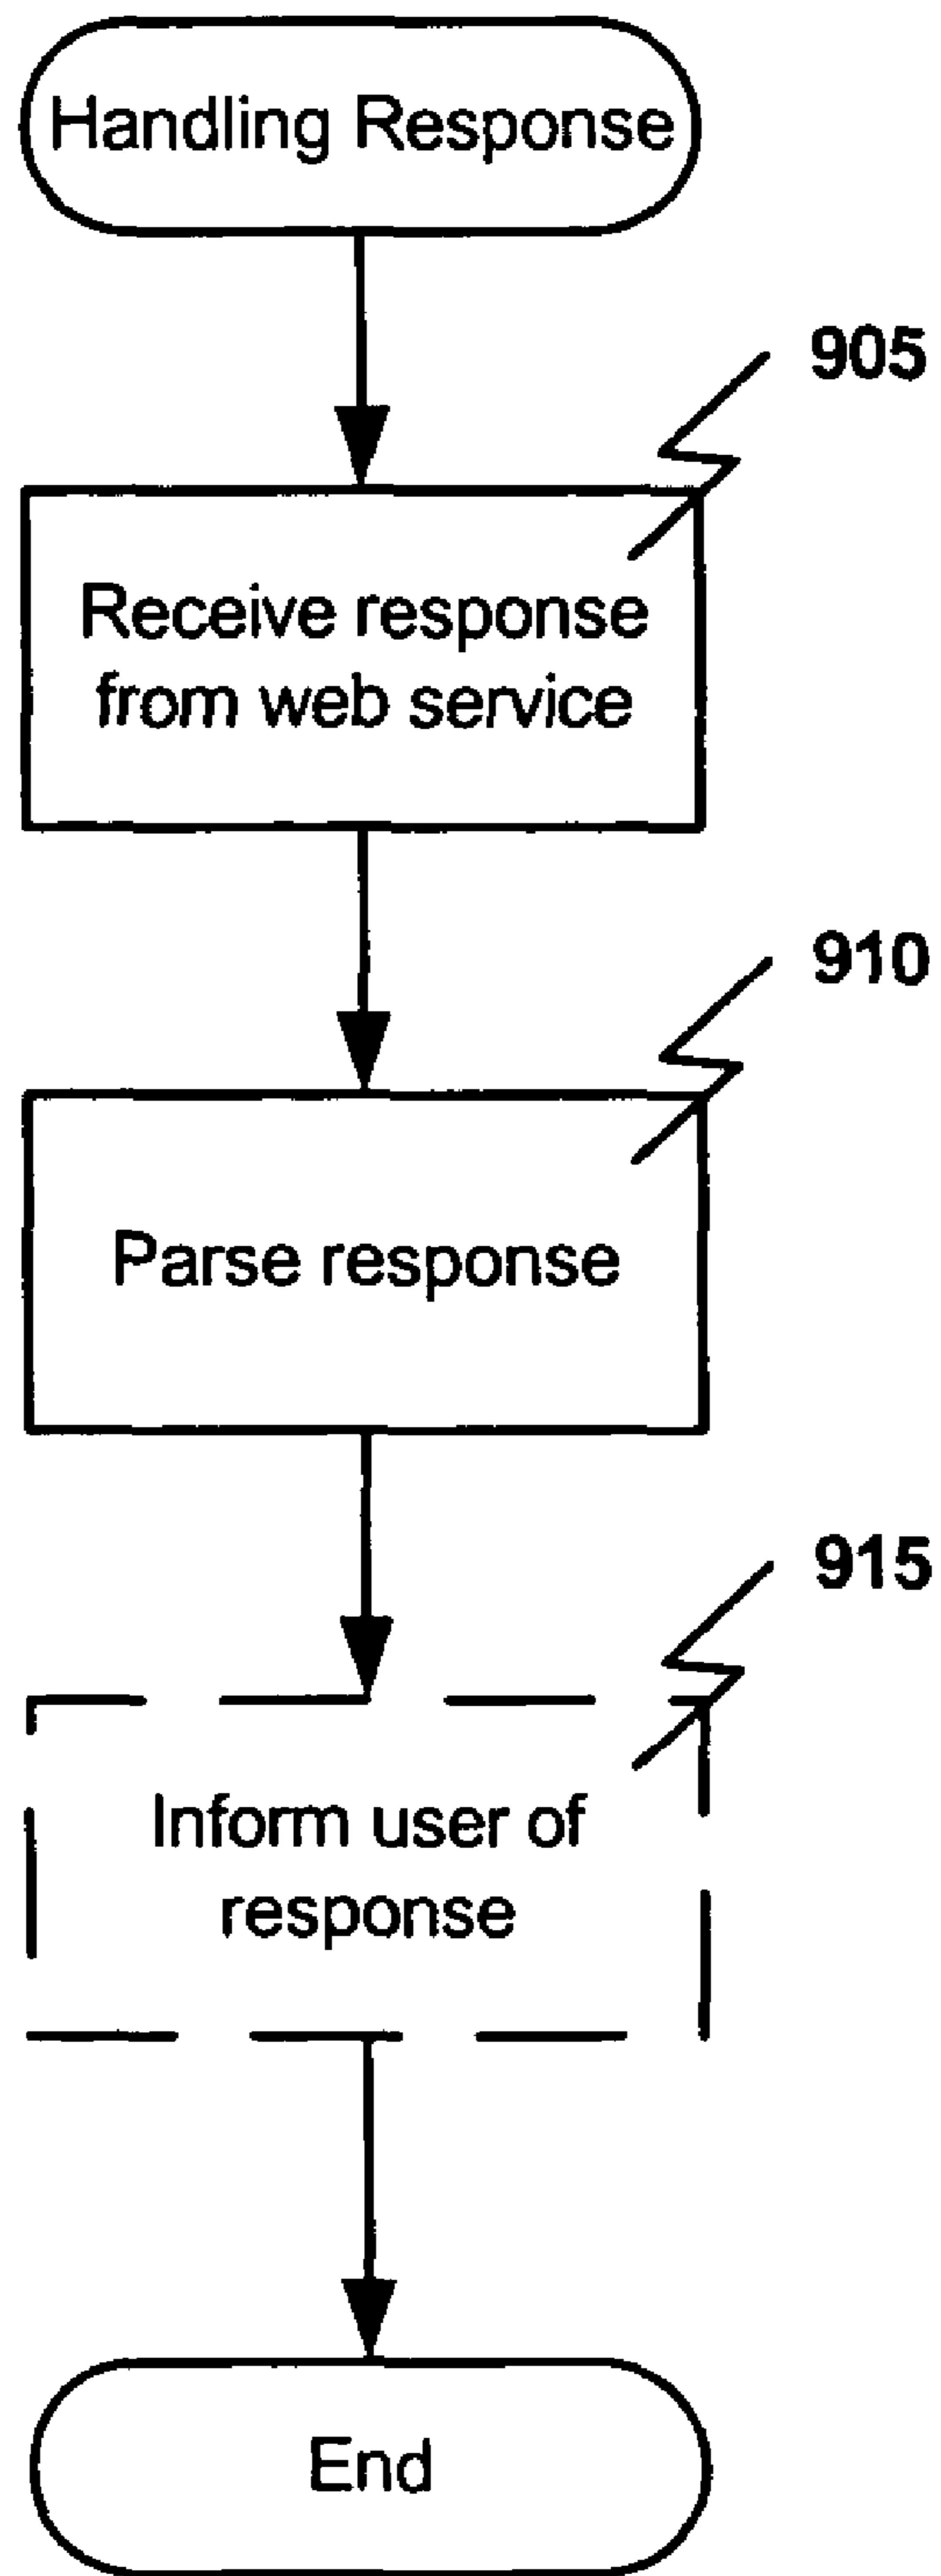 Handling Response
905
Receive response
from web service
910
Parse response
915
Inform user of
response
End